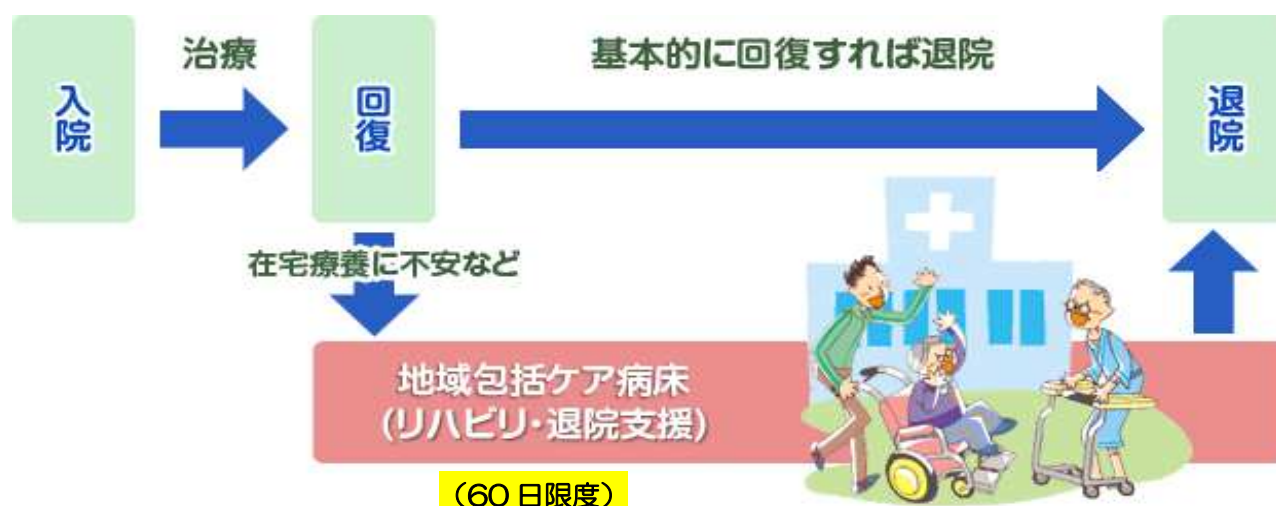 入院
治療
回復
基本的に回復すれば退院
退院
在宅療養に不安など
地域包括ケア病床
(リハビリ・退院支援)
（60日限度）